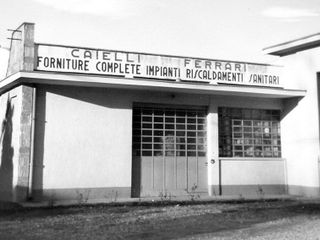 CAIELLI FERRARI
FORNITURE COMPLETE IMPIANTI RISCALDAMENTI SANITARI